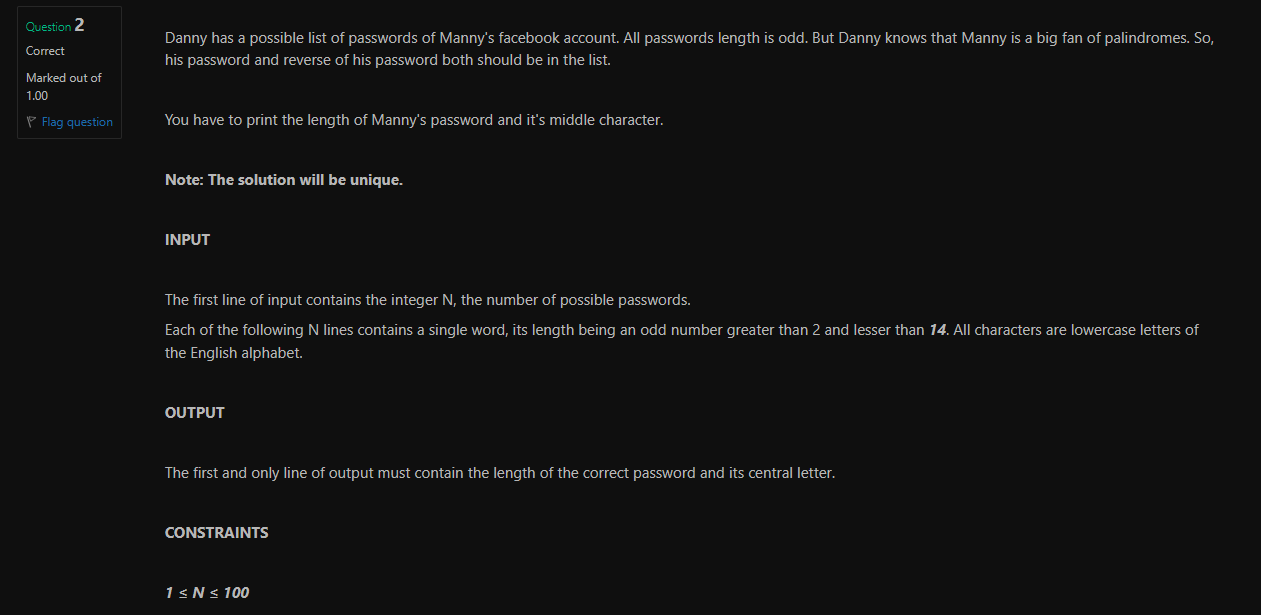 Question 2
Correct
Marked out of
1.00
Flag question
Danny has a possible list of passwords of Manny's facebook account. All passwords length is odd. But Danny knows that Manny is a big fan of palindromes. So,
his password and reverse of his password both should be in the list.
You have to print the length of Manny's password and it's middle character.
Note: The solution will be unique.
INPUT
The first line of input contains the integer N, the number of possible passwords.
Each of the following N lines contains a single word, its length being an odd number greater than 2 and lesser than 14. All characters are lowercase letters of
the English alphabet.
OUTPUT
The first and only line of output must contain the length of the correct password and its central letter.
CONSTRAINTS
1 ≤ N ≤ 100